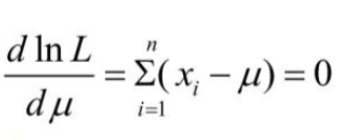 d ln L / dμ = Σ_{i=1}^{n} (x_i − μ) = 0